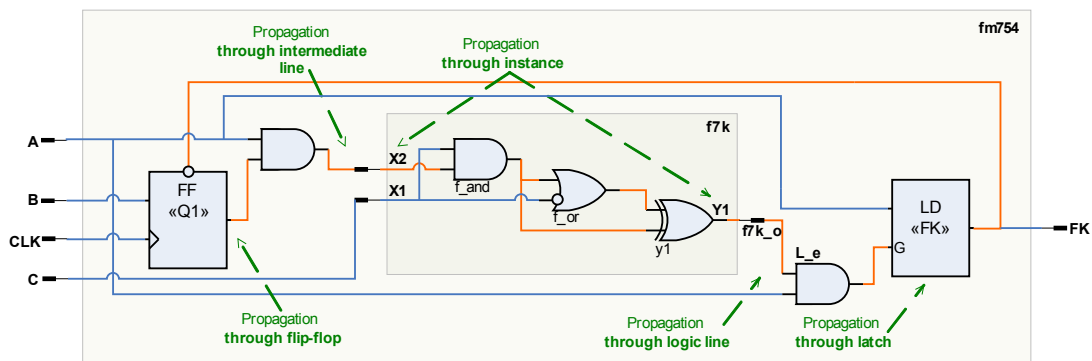 fm754
Propagation
through intermediate
line
Propagation
through instance
f7k
A
X2
f_and
X1
FF
«Q1»
B
CLK
C
f_or
Y1
y1
f7k_o
L_e
LD
«FK»
G
FK
Propagation
through flip-flop
Propagation
through logic line
Propagation
through latch